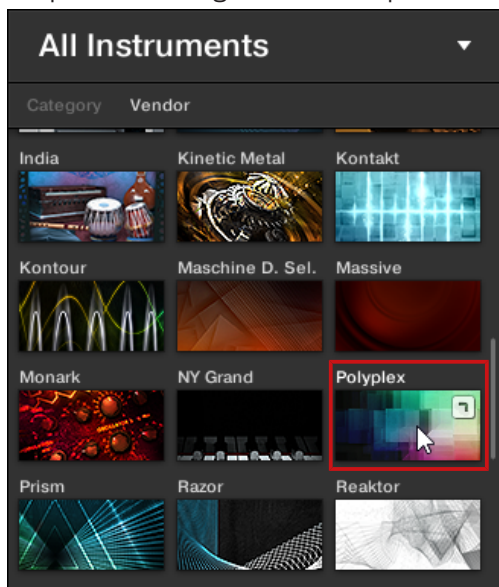 All Instruments
Category Vendor
India Kinetic Metal Kontakt
Kontour Maschine D. Sel. Massive
Monark NY Grand Polyplex
Prism Razor Reaktor